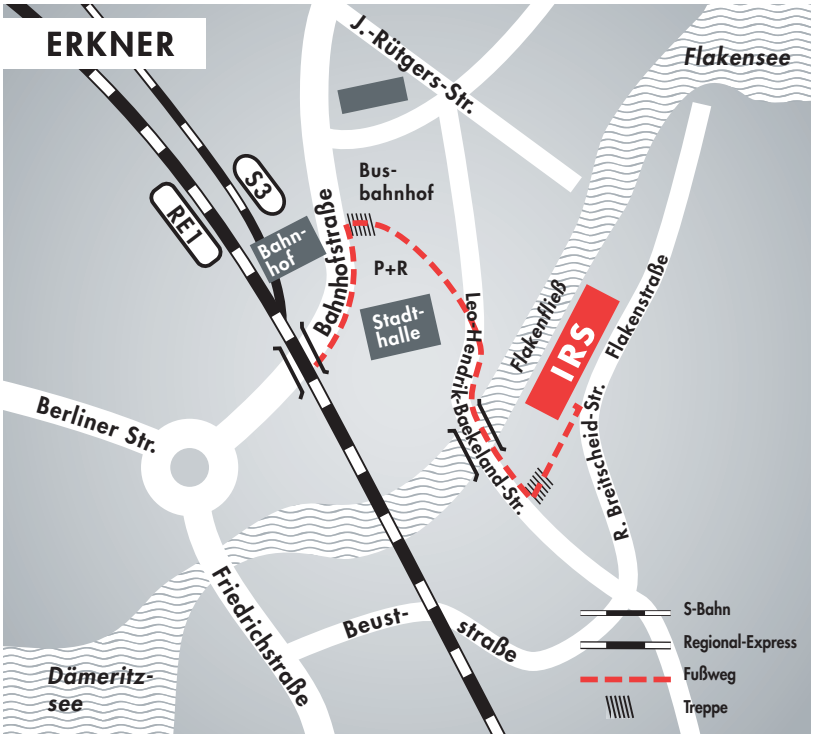 ERKNER
J.-Rütgers-Str.
Flakensee
S3
RE1
Bus-
bahnhof
Bahn-
hof
Bahnhofstraße
P+R
Stadt-
halle
Leo-Hendrik-Baekeland-Str.
Flakenfließ
IRS
Flakenstraße
R. Breitscheid-Str.
Berliner Str.
Friedrichstraße
Beust-
straße
Dämeritz-
see
S-Bahn
Regional-Express
Fußweg
Treppe